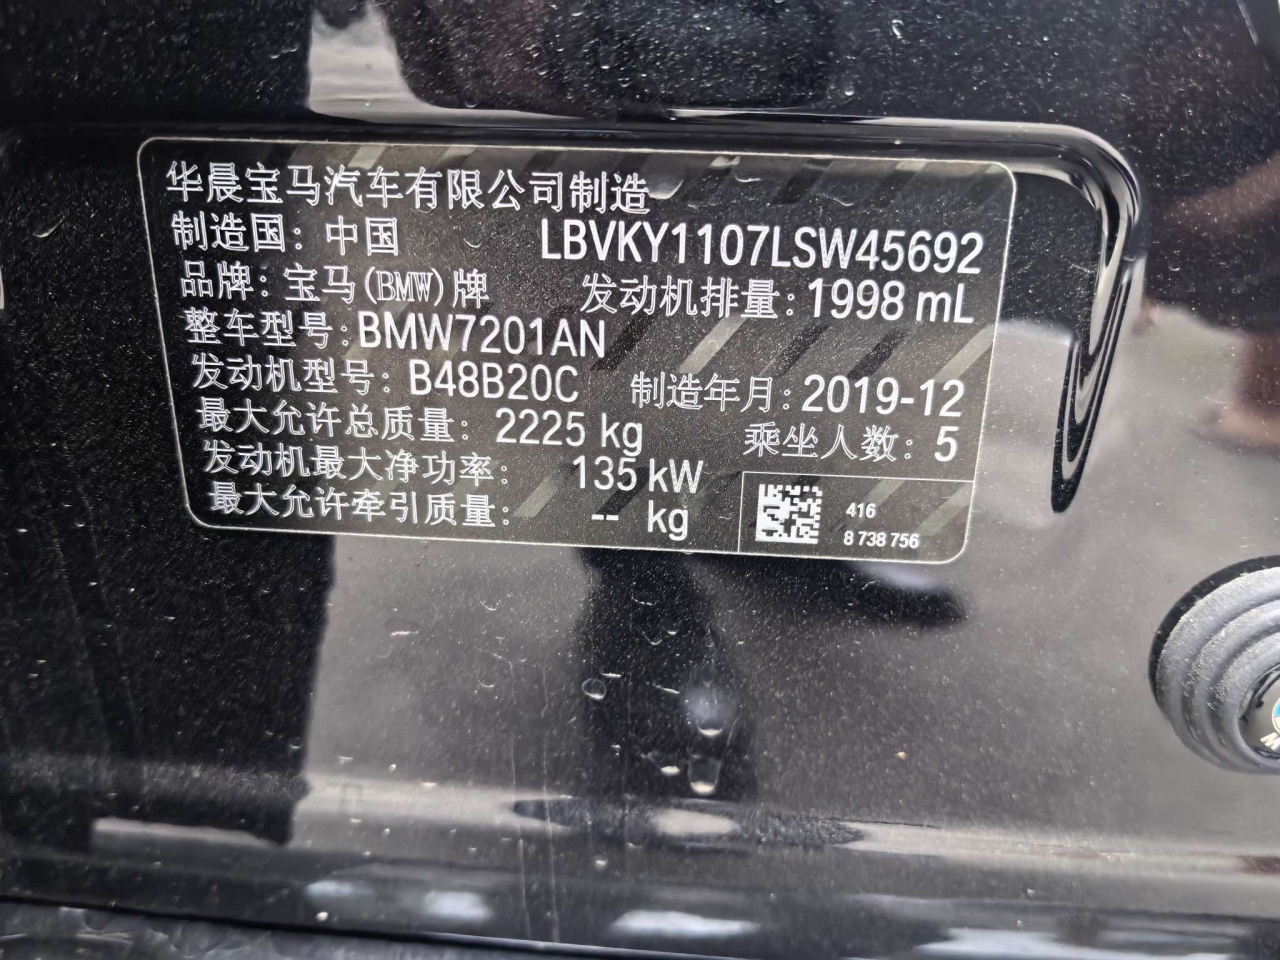 华晨宝马汽车有限公司制造
制造国：中国 LBVKY1107LSW45692
品牌：宝马(BMW)牌 发动机排量：1998 mL
整车型号：BMW7201AN
发动机型号：B48B20C 制造年月：2019-12
最大允许总质量：2225 kg 乘坐人数：5
发动机最大净功率：135 kW
最大允许牵引质量：-- kg
416
8 738 756